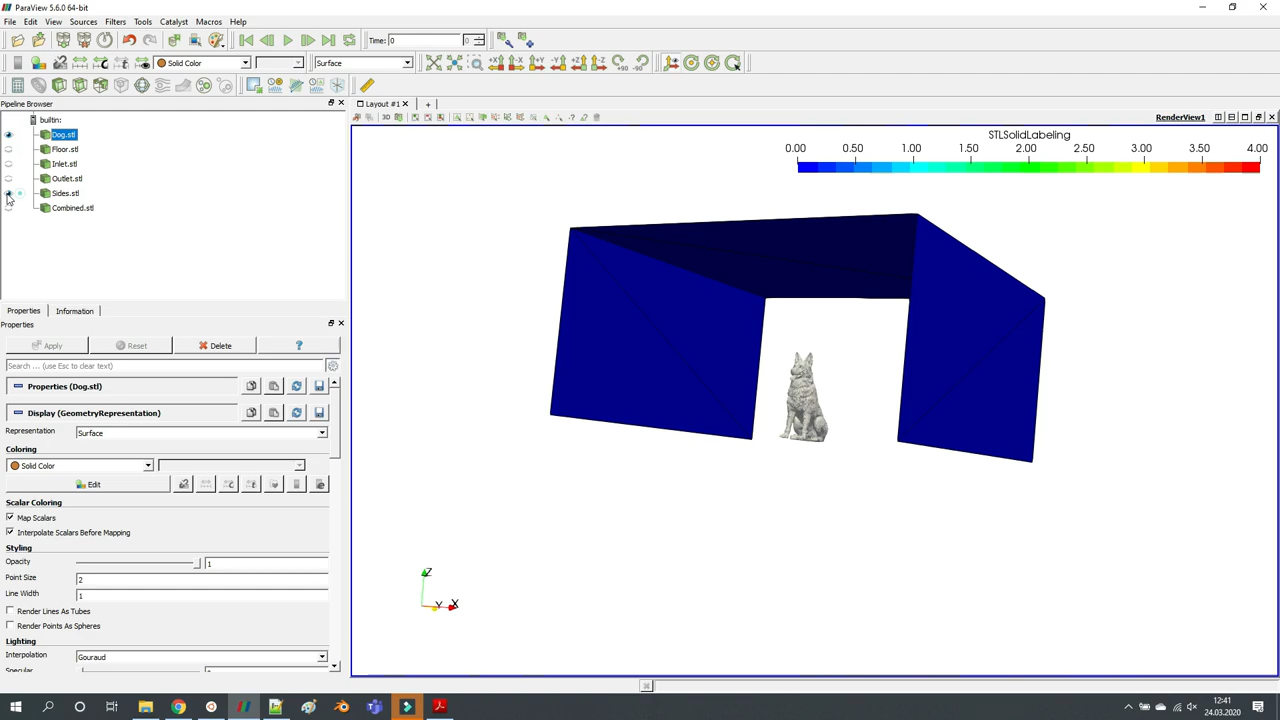 ParaView 5.6.0 64-bit
File Edit View Sources Filters Tools Catalyst Macros Help
Time: 0 0
Solid Color Surface +X -X +Y -Y +Z -Z +90 -90
Pipeline Browser
Layout #1
3D RenderView1
builtin:
Dog.stl
Floor.stl
Inlet.stl
Outlet.stl
Sides.stl
Combined.stl
STLSolidLabeling
0.00 0.50 1.00 2.00 2.50 3.00 4.00
Properties Information
Properties
Apply Reset Delete ?
Search ... (use Esc to clear text)
Properties (Dog.stl)
Display (GeometryRepresentation)
Representation Surface
Coloring
Solid Color
Edit
Scalar Coloring
Map Scalars
Interpolate Scalars Before Mapping
Styling
Opacity 1
Point Size 2
Line Width 1
Render Lines As Tubes
Render Points As Spheres
Lighting
Interpolation Gouraud
Specular
Z
Y X
12:41
24.03.2020